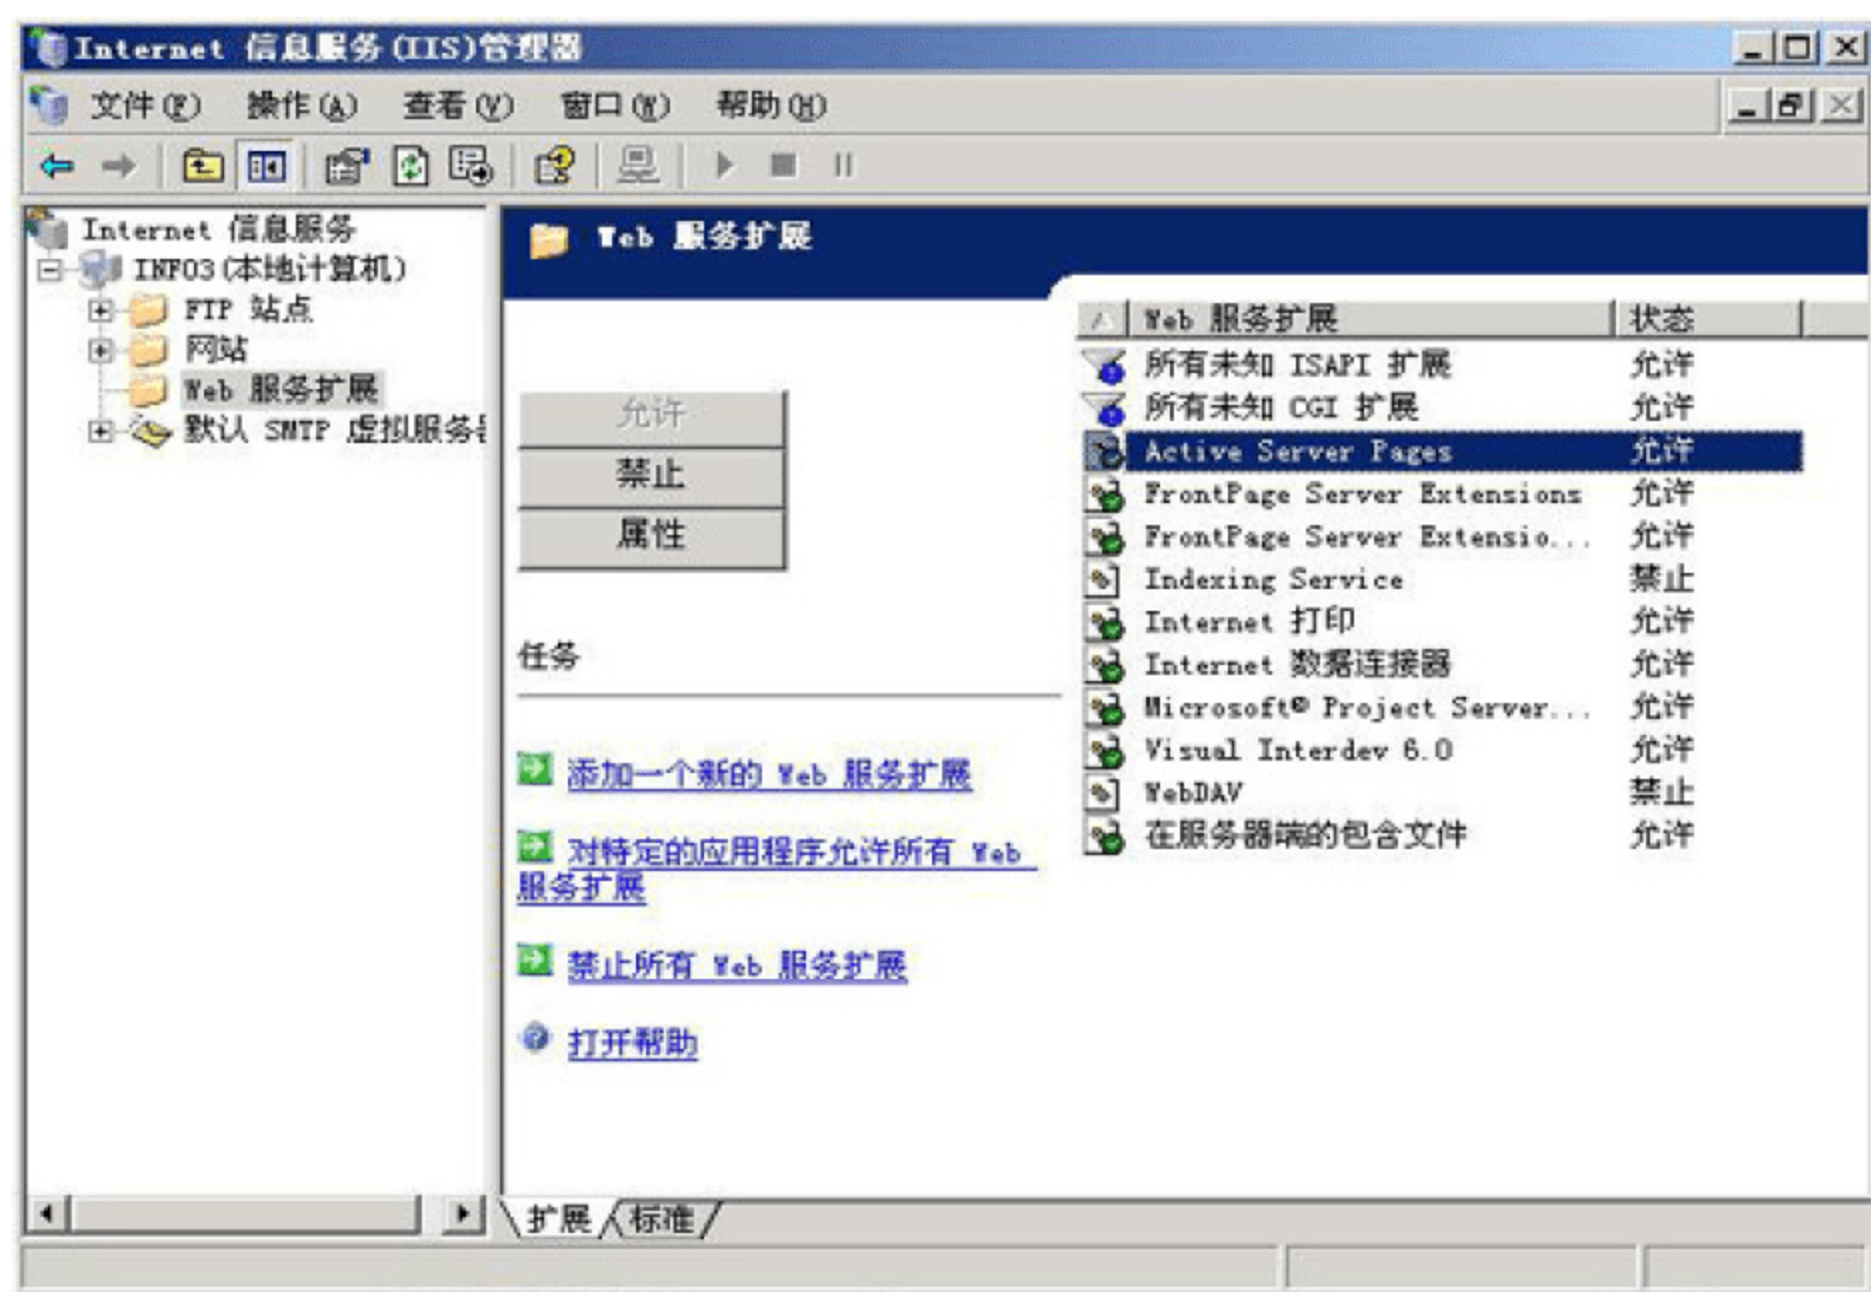 Internet 信息服务(IIS)管理器
文件(F) 操作(A) 查看(V) 窗口(W) 帮助(H)
Internet 信息服务
INFO3(本地计算机)
FTP 站点
网站
Web 服务扩展
默认 SMTP 虚拟服务器
Web 服务扩展
允许
禁止
属性
任务
添加一个新的 Web 服务扩展
对特定的应用程序允许所有 Web
服务扩展
禁止所有 Web 服务扩展
打开帮助
Web 服务扩展 状态
所有未知 ISAPI 扩展 允许
所有未知 CGI 扩展 允许
Active Server Pages 允许
FrontPage Server Extensions 允许
FrontPage Server Extensio... 允许
Indexing Service 禁止
Internet 打印 允许
Internet 数据连接器 允许
Microsoft® Project Server... 允许
Visual Interdev 6.0 允许
WebDAV 禁止
在服务器端的包含文件 允许
扩展 标准